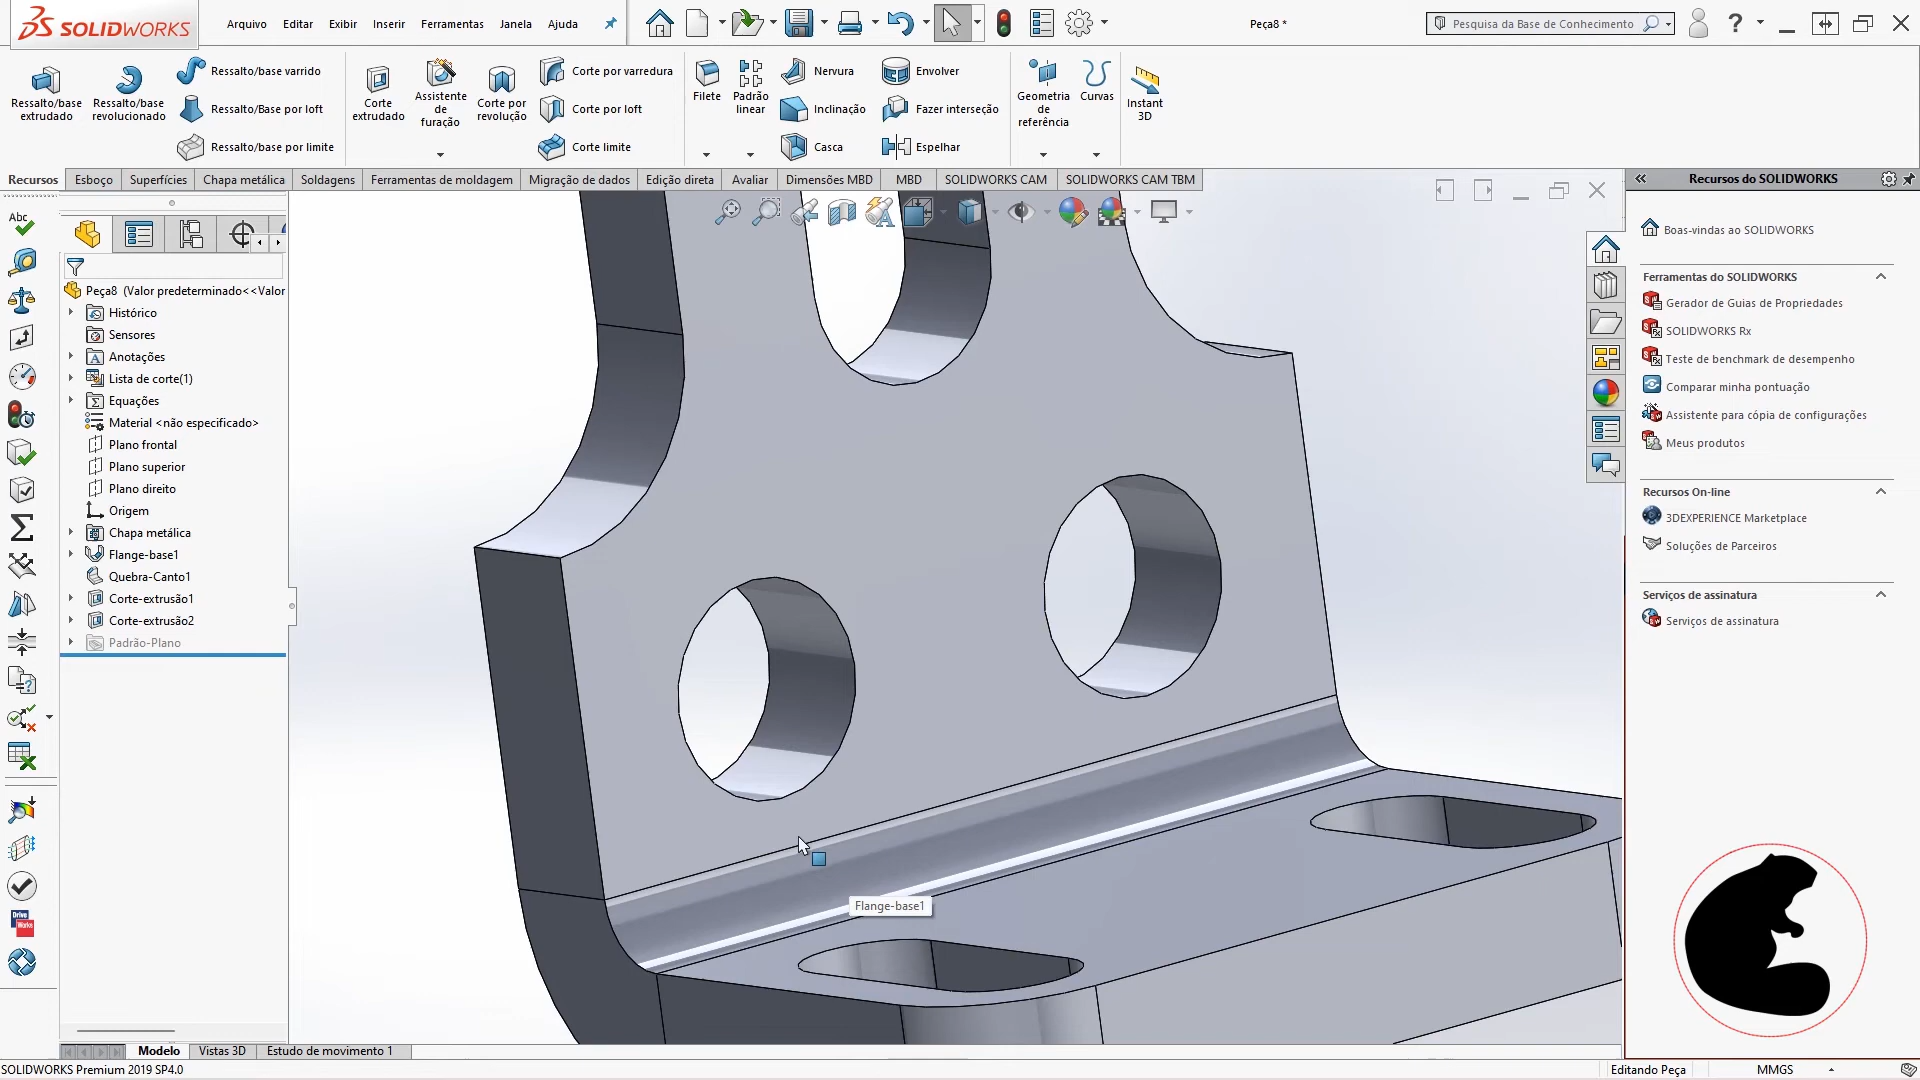 SOLIDWORKS
Arquivo Editar Exibir Inserir Ferramentas Janela Ajuda
Peça8 *
Pesquisa da Base de Conhecimento
?
Ressalto/base extrudado
Ressalto/base revolucionado
Ressalto/base varrido
Ressalto/Base por loft
Ressalto/base por limite
Corte extrudado
Assistente de furação
Corte por revolução
Corte por varredura
Corte por loft
Corte limite
Filete
Padrão linear
Nervura
Inclinação
Casca
Envolver
Fazer interseção
Espelhar
Geometria de referência
Curvas
Instant 3D
Recursos Esboço Superfícies Chapa metálica Soldagens Ferramentas de moldagem Migração de dados Edição direta Avaliar Dimensões MBD MBD SOLIDWORKS CAM SOLIDWORKS CAM TBM
Abc
Peça8 (Valor predeterminado<<Valor
Histórico
Sensores
Anotações
Lista de corte(1)
Equações
Material <não especificado>
Plano frontal
Plano superior
Plano direito
Origem
Chapa metálica
Flange-base1
Quebra-Canto1
Corte-extrusão1
Corte-extrusão2
Padrão-Plano
Drive
Works
Flange-base1
Recursos do SOLIDWORKS
Boas-vindas ao SOLIDWORKS
Ferramentas do SOLIDWORKS
Gerador de Guias de Propriedades
SOLIDWORKS Rx
Teste de benchmark de desempenho
Comparar minha pontuação
Assistente para cópia de configurações
Meus produtos
Recursos On-line
3DEXPERIENCE Marketplace
Soluções de Parceiros
Serviços de assinatura
Serviços de assinatura
Modelo Vistas 3D Estudo de movimento 1
SOLIDWORKS Premium 2019 SP4.0
Editando Peça
MMGS